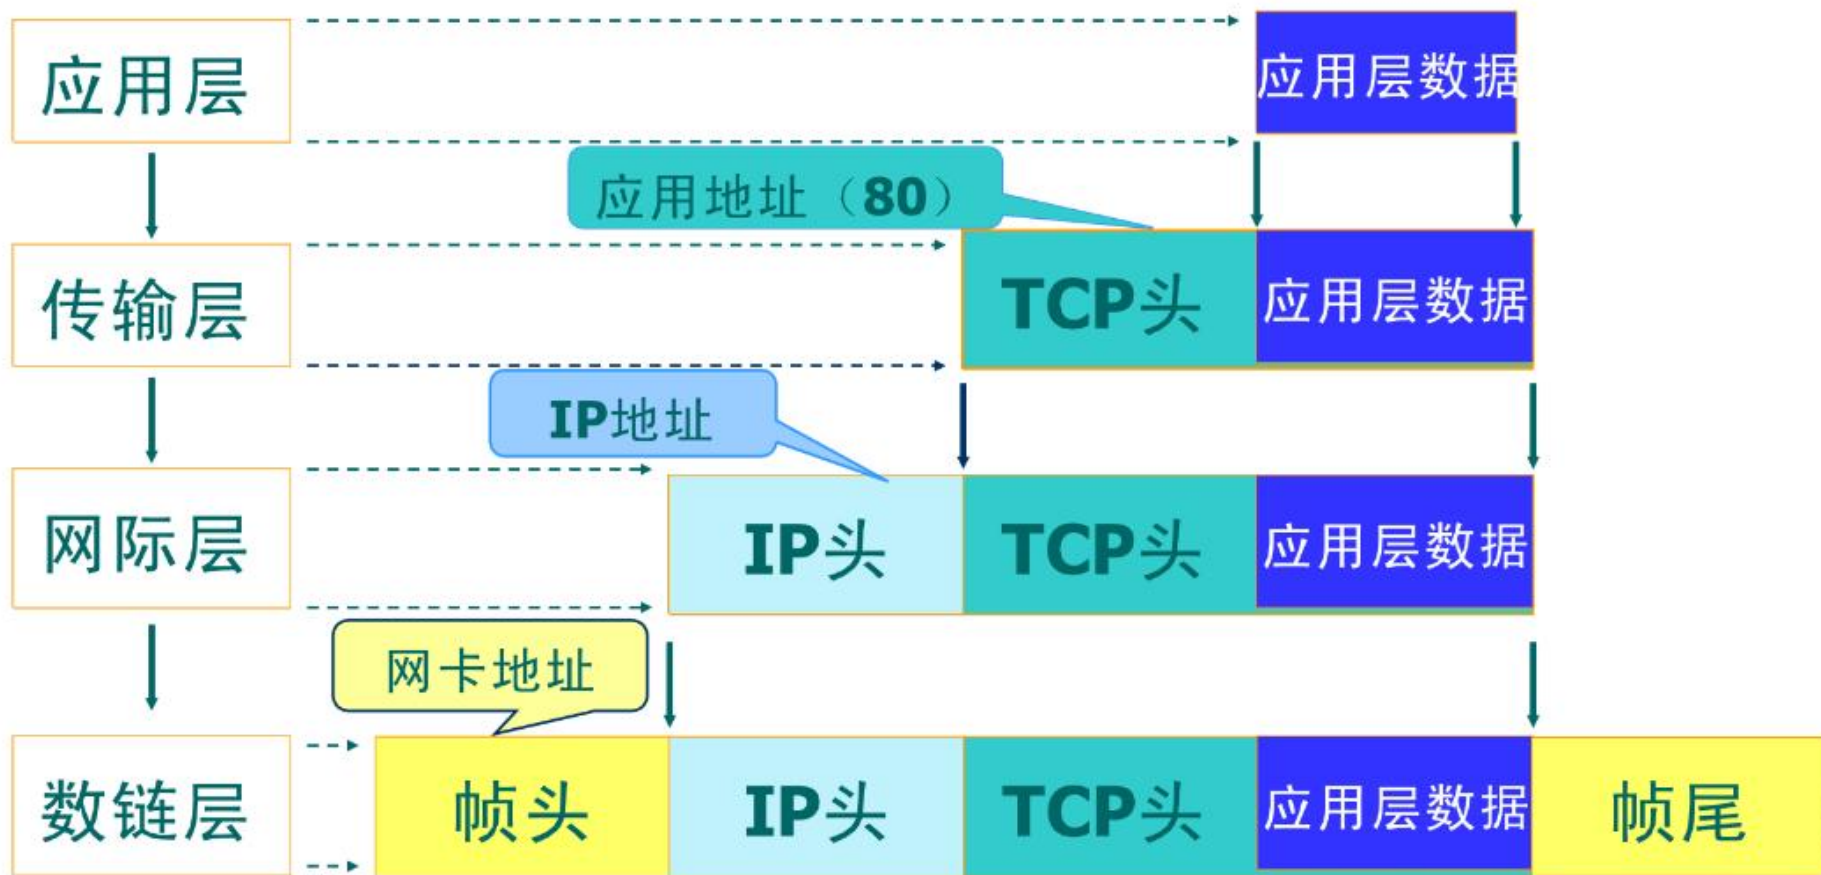 应用层
应用层数据
应用地址（80）
传输层
TCP头
应用层数据
IP地址
网际层
IP头
TCP头
应用层数据
网卡地址
数链层
帧头
IP头
TCP头
应用层数据
帧尾